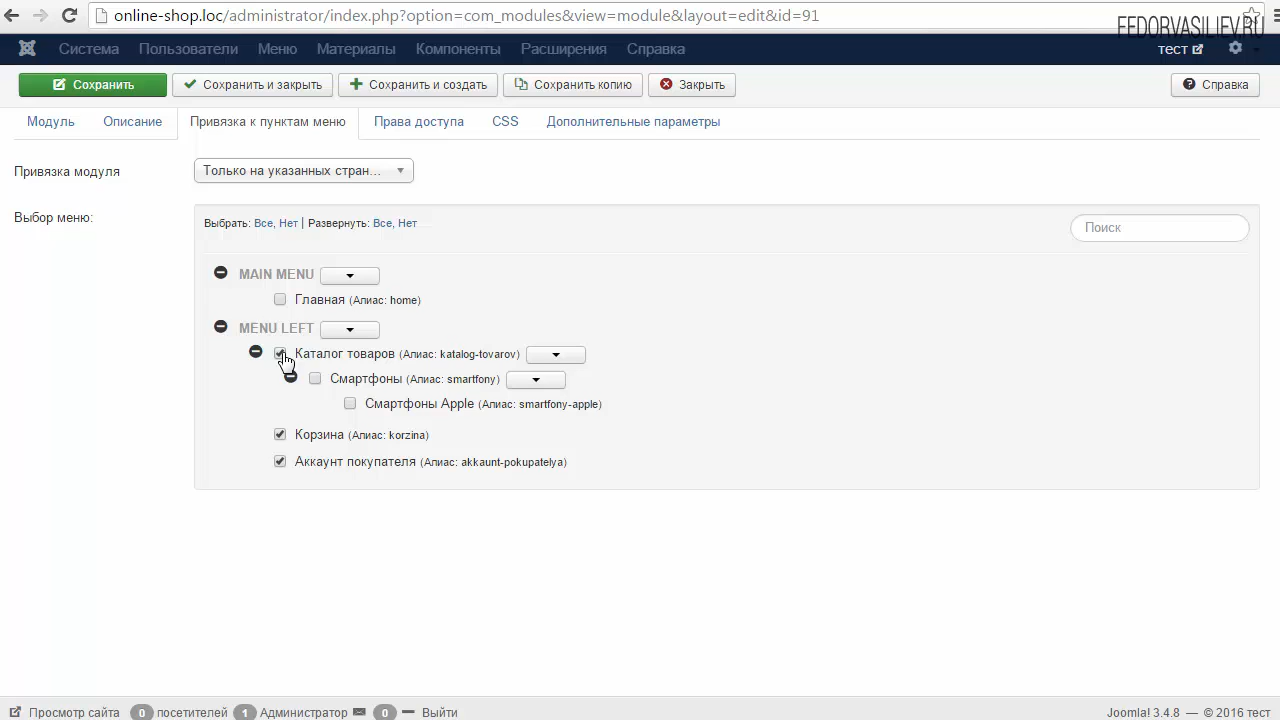 online-shop.loc/administrator/index.php?option=com_modules&view=module&layout=edit&id=91
FEDORVASILIEV.RU
Система Пользователи Меню Материалы Компоненты Расширения Справка тест
Сохранить Сохранить и закрыть Сохранить и создать Сохранить копию Закрыть Справка
Модуль Описание Привязка к пунктам меню Права доступа CSS Дополнительные параметры
Привязка модуля Только на указанных стран...
Выбор меню: Выбрать: Все, Нет | Развернуть: Все, Нет Поиск
MAIN MENU
Главная (Алиас: home)
MENU LEFT
Каталог товаров (Алиас: katalog-tovarov)
Смартфоны (Алиас: smartfony)
Смартфоны Apple (Алиас: smartfony-apple)
Корзина (Алиас: korzina)
Аккаунт покупателя (Алиас: akkaunt-pokupatelya)
Просмотр сайта 0 посетителей 1 Администратор 0 — Выйти Joomla! 3.4.8 — © 2016 тест